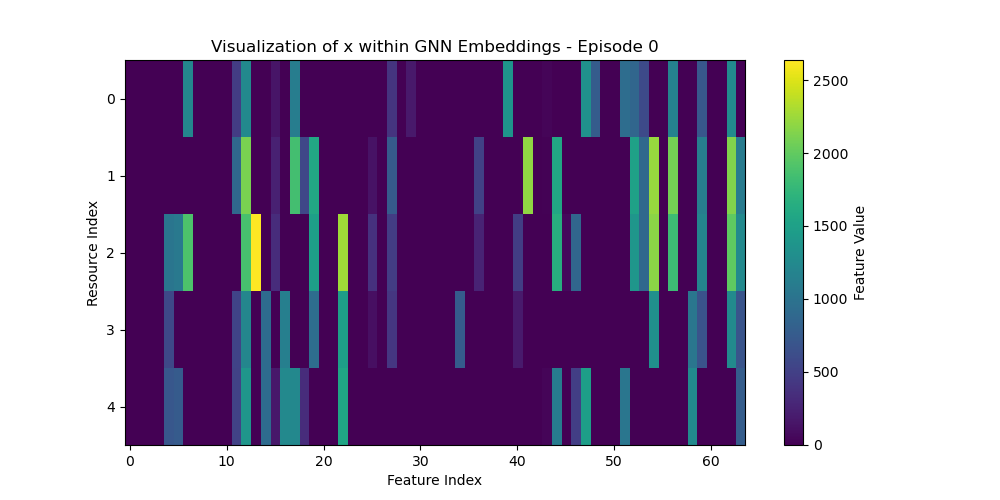 Visualization of x within GNN Embeddings - Episode 0
Resource Index
0
1
2
3
4
0 10 20 30 40 50 60
Feature Index
2500
2000
1500
1000
500
0
Feature Value